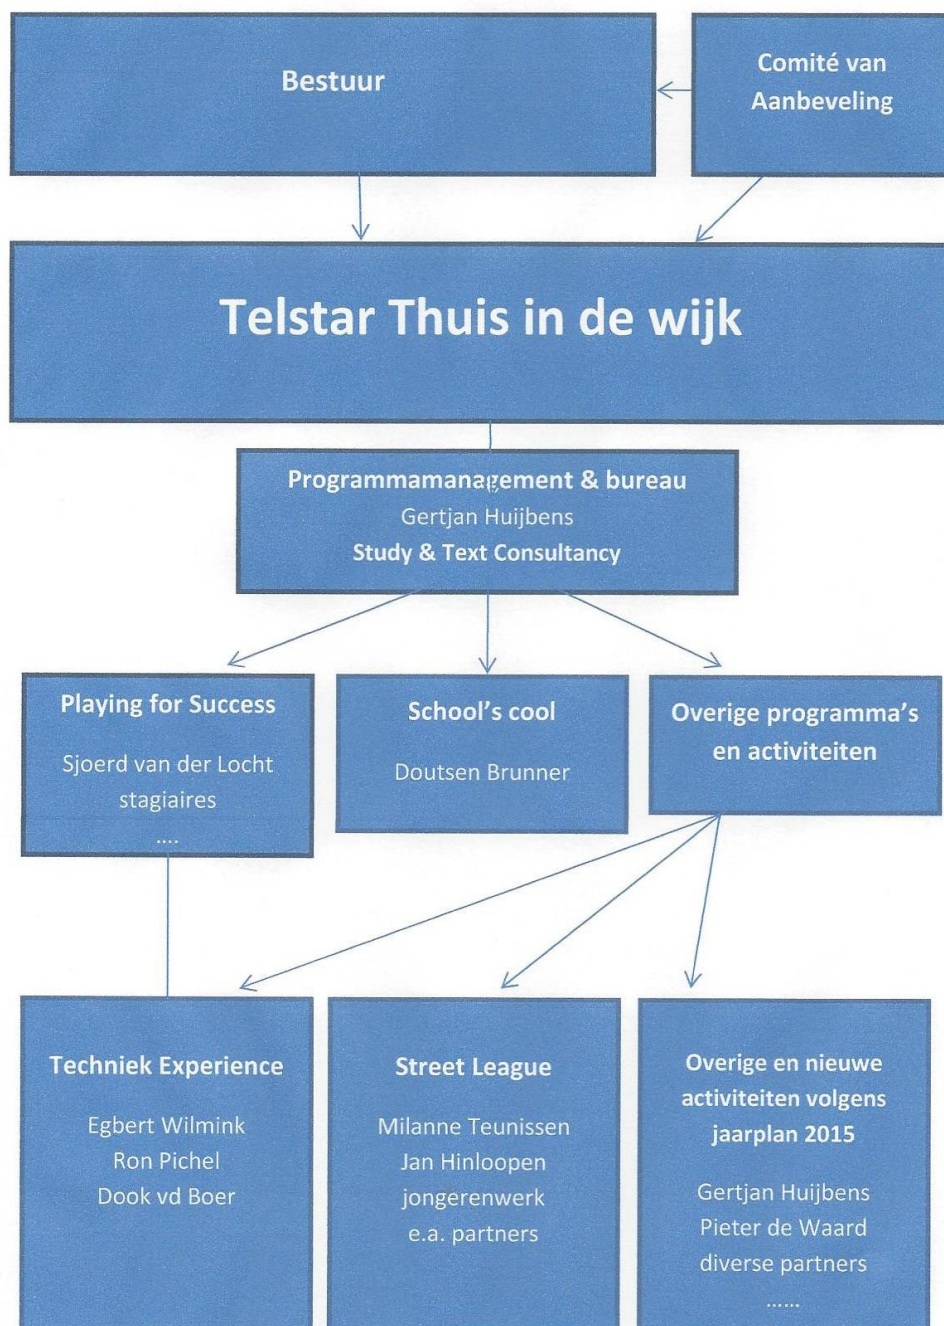 Bestuur
Comité van
Aanbeveling
Telstar Thuis in de wijk
Programmamanagement & bureau
Gertjan Huijbens
Study & Text Consultancy
Playing for Success
Sjoerd van der Locht
stagiaires
....
School's cool
Doutsen Brunner
Overige programma's
en activiteiten
Techniek Experience
Egbert Wilmink
Ron Pichel
Dook vd Boer
Street League
Milanne Teunissen
Jan Hinloopen
jongerenwerk
e.a. partners
Overige en nieuwe
activiteiten volgens
jaarplan 2015
Gertjan Huijbens
Pieter de Waard
diverse partners
......